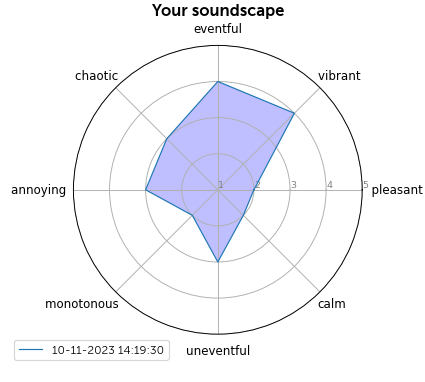 Your soundscape
eventful
chaotic
vibrant
annoying
1 2 3 4 5
pleasant
monotonous
calm
10-11-2023 14:19:30
uneventful